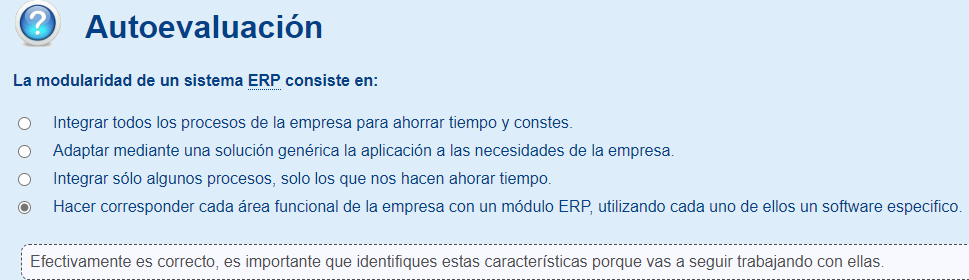 Autoevaluación
La modularidad de un sistema ERP consiste en:
Integrar todos los procesos de la empresa para ahorrar tiempo y constes.
Adaptar mediante una solución genérica la aplicación a las necesidades de la empresa.
Integrar sólo algunos procesos, solo los que nos hacen ahorar tiempo.
Hacer corresponder cada área funcional de la empresa con un módulo ERP, utilizando cada uno de ellos un software especifico.
Efectivamente es correcto, es importante que identifiques estas características porque vas a seguir trabajando con ellas.